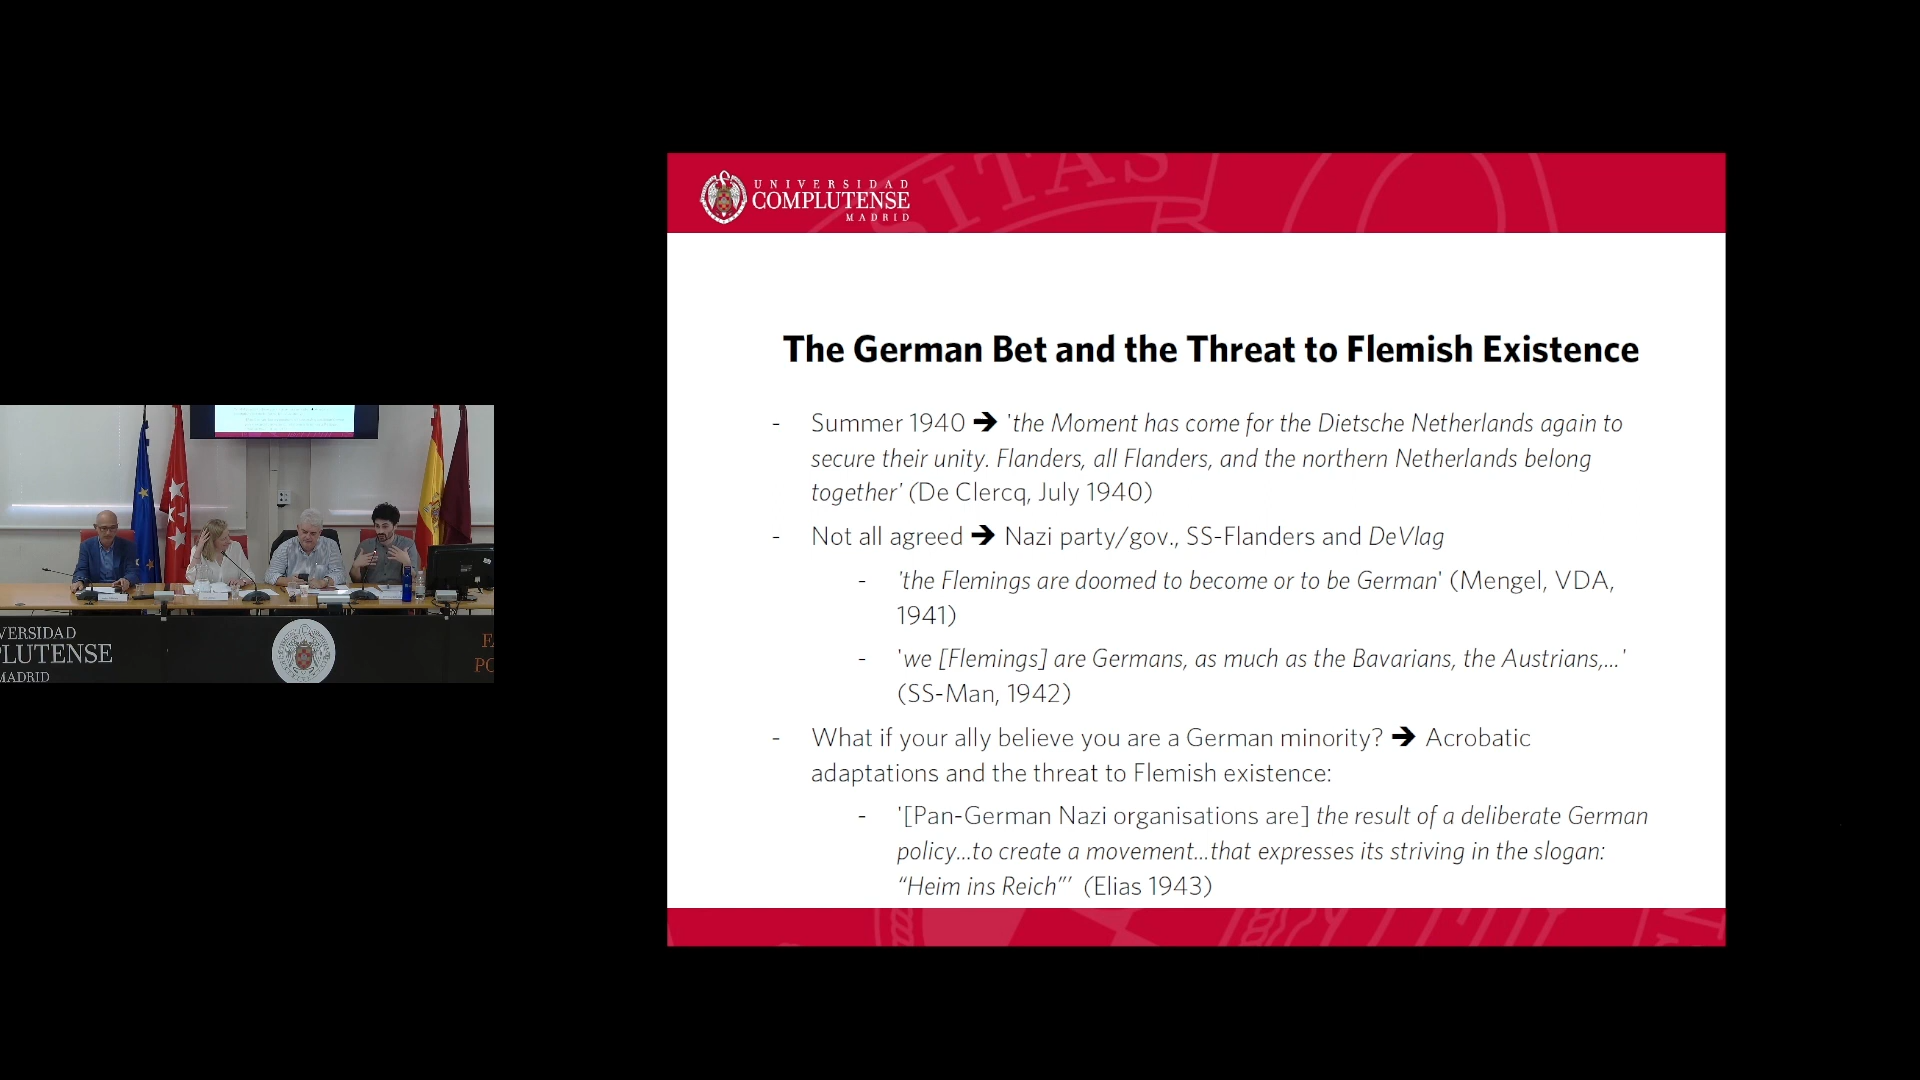 UNIVERSIDAD
COMPLUTENSE
MADRID
The German Bet and the Threat to Flemish Existence
- Summer 1940 ➔ 'the Moment has come for the Dietsche Netherlands again to
secure their unity. Flanders, all Flanders, and the northern Netherlands belong
together' (De Clercq, July 1940)
- Not all agreed ➔ Nazi party/gov., SS-Flanders and DeVlag
- 'the Flemings are doomed to become or to be German' (Mengel, VDA,
1941)
- 'we [Flemings] are Germans, as much as the Bavarians, the Austrians,...'
(SS-Man, 1942)
- What if your ally believe you are a German minority? ➔ Acrobatic
adaptations and the threat to Flemish existence:
- '[Pan-German Nazi organisations are] the result of a deliberate German
policy...to create a movement...that expresses its striving in the slogan:
“Heim ins Reich”’ (Elias 1943)
VERSIDAD
PLUTENSE
MADRID
PO